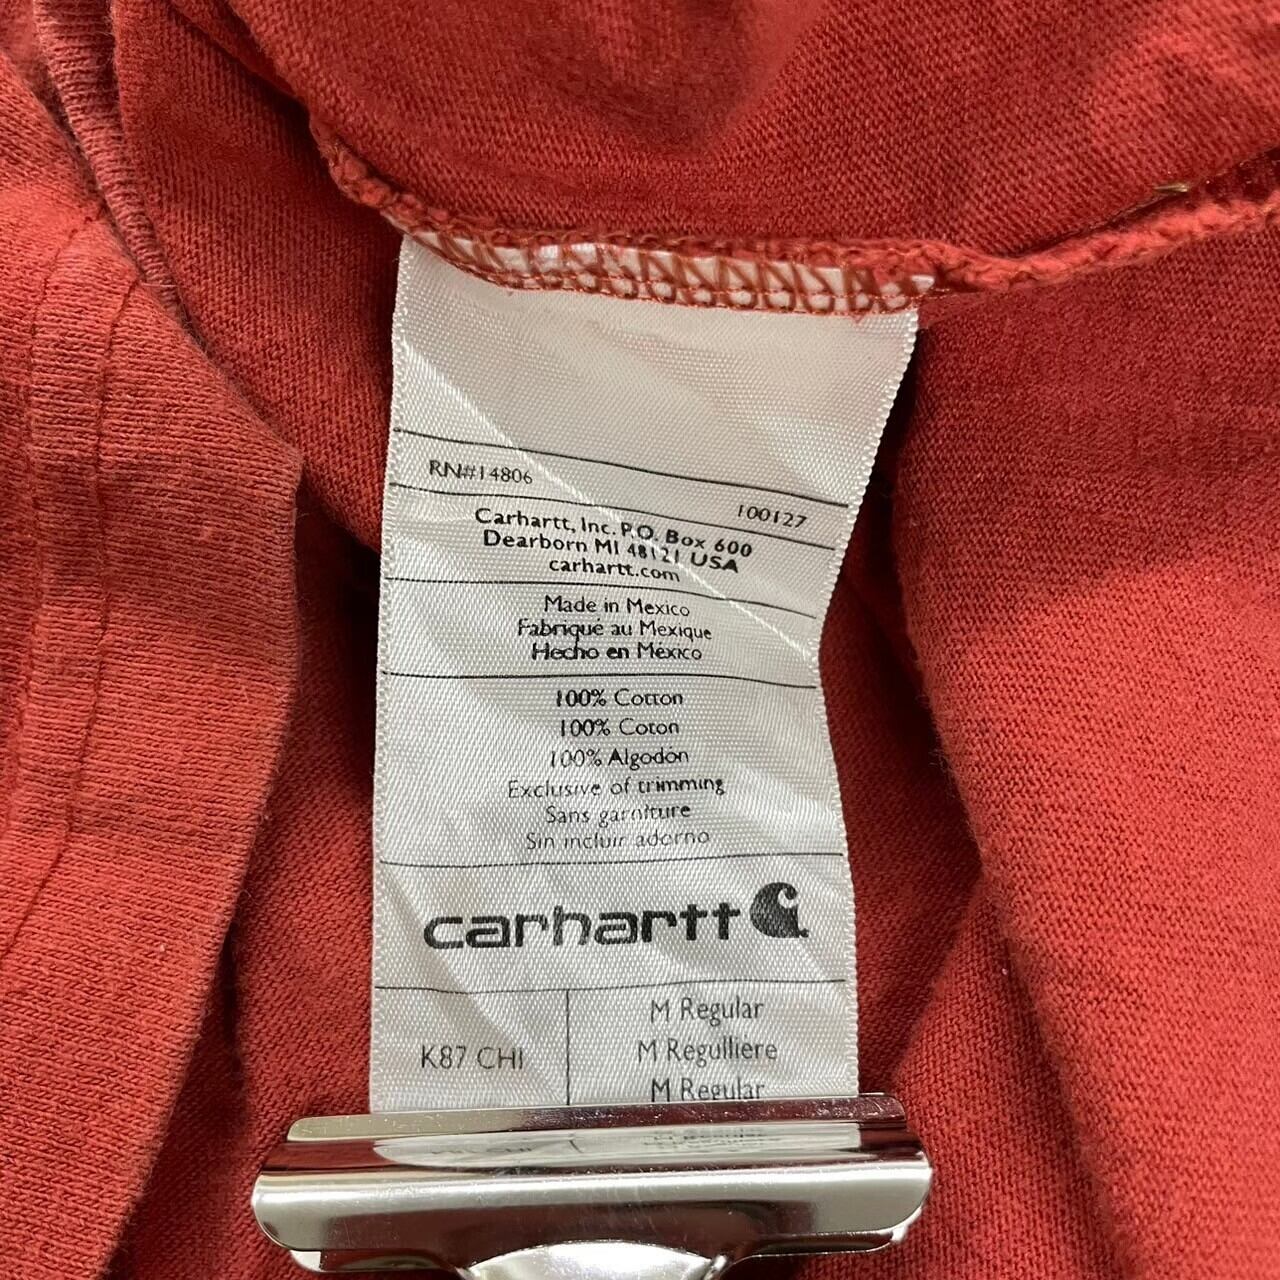 RN#14806
100127
Carhartt, Inc. P.O. Box 600
Dearborn MI 48121 USA
carhartt.com
Made in Mexico
Fabriqué au Mexique
Hecho en México
100% Cotton
100% Coton
100% Algodón
Exclusive of trimming
Sans garniture
Sin incluir adorno
carhartt
K87 CHI
M Regular
M Regulliere
M Regular